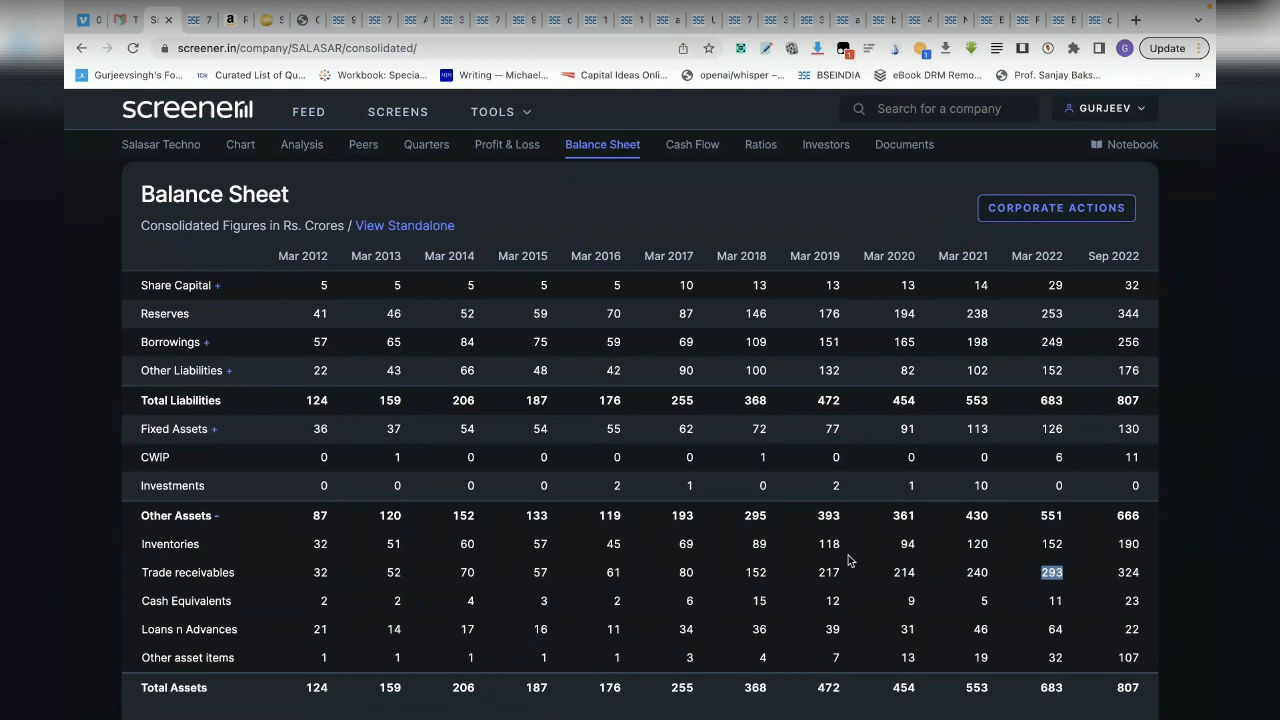 screener.in/company/SALASAR/consolidated/
Update
Gurjeevsingh's Fo...
Curated List of Qu...
Workbook: Specia...
Writing — Michael...
Capital Ideas Onli...
openai/whisper –...
BSEINDIA
eBook DRM Remo...
Prof. Sanjay Baks...
screener
FEED
SCREENS
TOOLS
Search for a company
GURJEEV
Salasar Techno Chart Analysis Peers Quarters Profit & Loss Balance Sheet Cash Flow Ratios Investors Documents Notebook
Balance Sheet
CORPORATE ACTIONS
Consolidated Figures in Rs. Crores / View Standalone
Mar 2012 Mar 2013 Mar 2014 Mar 2015 Mar 2016 Mar 2017 Mar 2018 Mar 2019 Mar 2020 Mar 2021 Mar 2022 Sep 2022
Share Capital + 5 5 5 5 5 10 13 13 13 14 29 32
Reserves 41 46 52 59 70 87 146 176 194 238 253 344
Borrowings + 57 65 84 75 59 69 109 151 165 198 249 256
Other Liabilities + 22 43 66 48 42 90 100 132 82 102 152 176
Total Liabilities 124 159 206 187 176 255 368 472 454 553 683 807
Fixed Assets + 36 37 54 54 55 62 72 77 91 113 126 130
CWIP 0 1 0 0 0 0 1 0 0 0 6 11
Investments 0 0 0 0 2 1 0 2 1 10 0 0
Other Assets - 87 120 152 133 119 193 295 393 361 430 551 666
Inventories 32 51 60 57 45 69 89 118 94 120 152 190
Trade receivables 32 52 70 57 61 80 152 217 214 240 293 324
Cash Equivalents 2 2 4 3 2 6 15 12 9 5 11 23
Loans n Advances 21 14 17 16 11 34 36 39 31 46 64 22
Other asset items 1 1 1 1 1 3 4 7 13 19 32 107
Total Assets 124 159 206 187 176 255 368 472 454 553 683 807